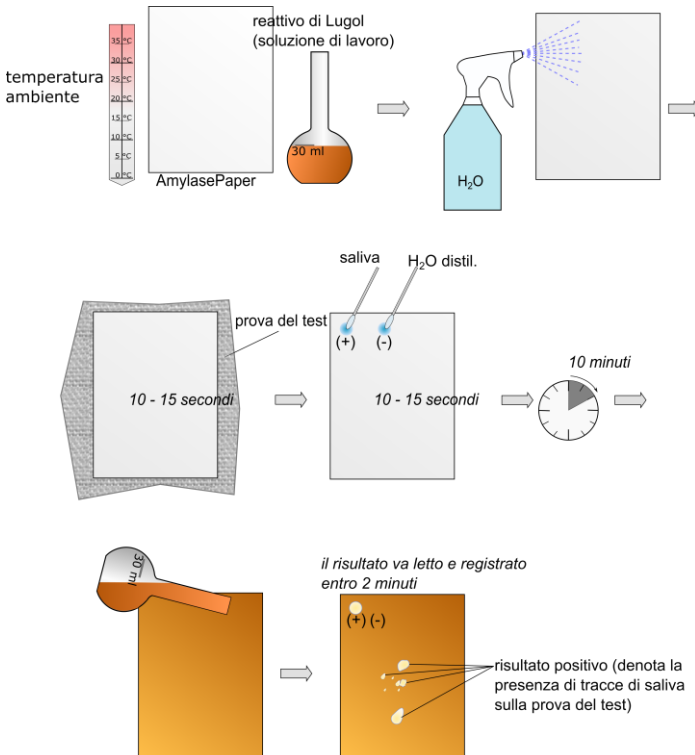 reattivo di Lugol
(soluzione di lavoro)
temperatura
ambiente
35 °C
30 °C
25 °C
20 °C
15 °C
10 °C
5 °C
0 °C
30 ml
AmylasePaper
H₂O
saliva
H₂O distil.
prova del test
(+)
(-)
10 - 15 secondi
10 - 15 secondi
10 minuti
30 ml
il risultato va letto e registrato
entro 2 minuti
(+) (-)
risultato positivo (denota la
presenza di tracce di saliva
sulla prova del test)